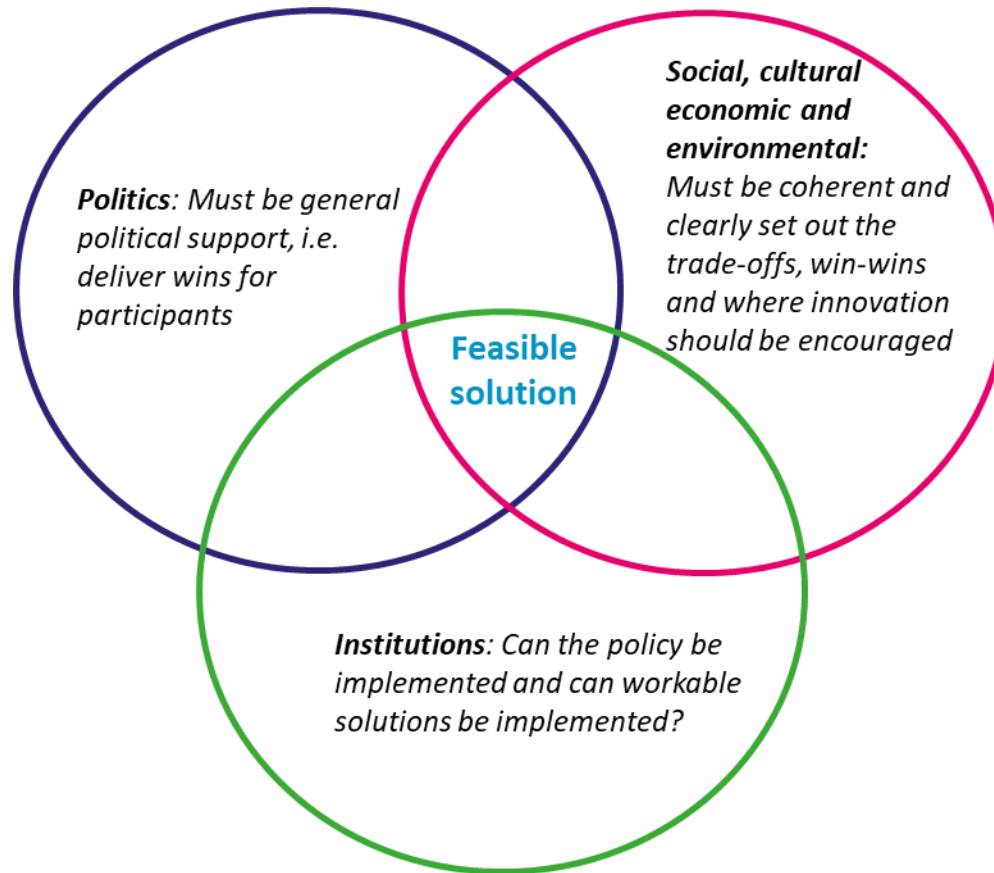 Politics: Must be general
political support, i.e.
deliver wins for
participants
Social, cultural
economic and
environmental:
Must be coherent and
clearly set out the
trade-offs, win-wins
and where innovation
should be encouraged
Feasible
solution
Institutions: Can the policy be
implemented and can workable
solutions be implemented?